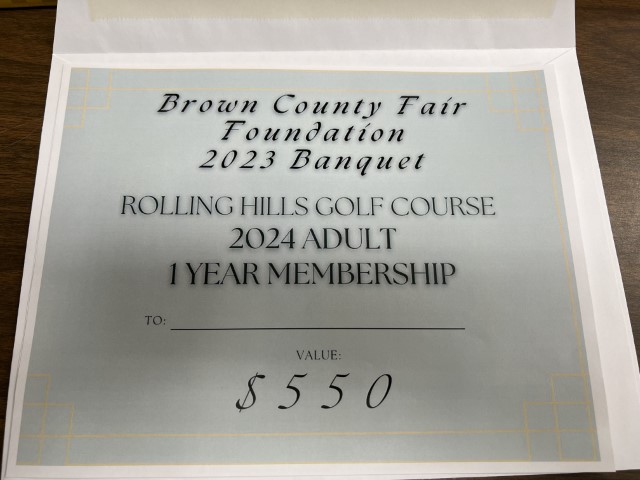 Brown County Fair
Foundation
2023 Banquet
ROLLING HILLS GOLF COURSE
2024 ADULT
1 YEAR MEMBERSHIP
TO:
VALUE:
$550